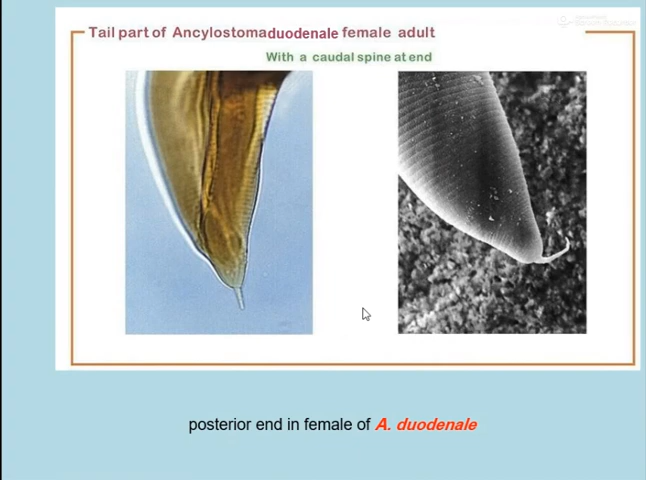 Tail part of Ancylostomaduodenale female adult
With a caudal spine at end
posterior end in female of A. duodenale